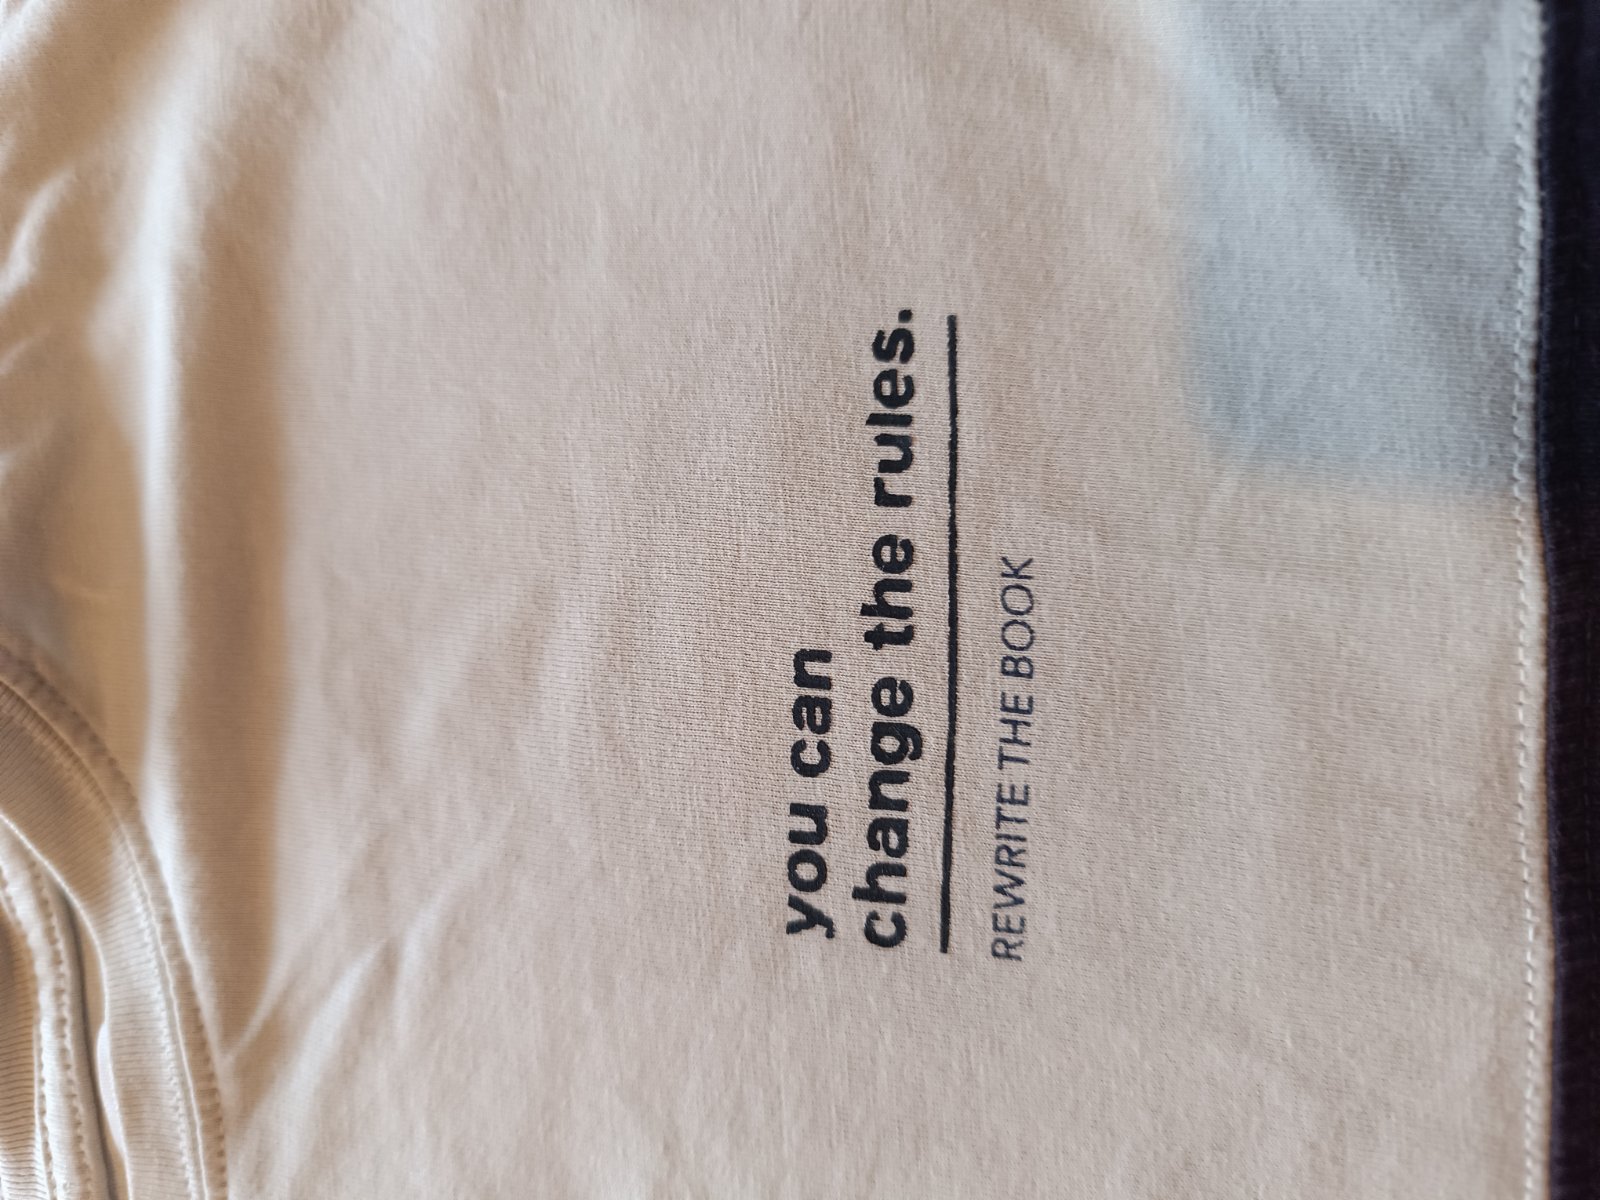 you can
change the rules.
REWRITE THE BOOK